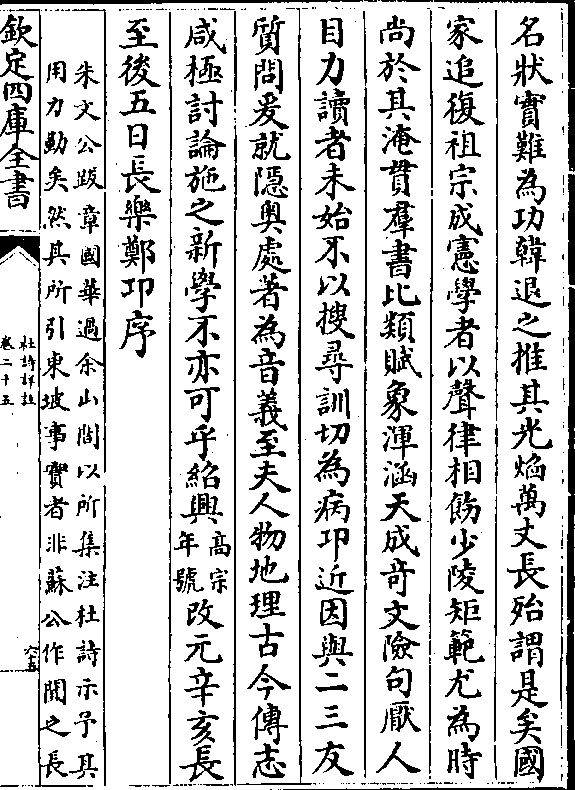 名狀實難為功韓退之推其光焰萬丈長殆謂是矣國
家追復祖宗成憲學者以聲律相飭少陵矩範尤為時
尚於其淹貫羣書比類賦象渾涵天成竒文險句厭人
目力讀者未始不以搜尋訓切為病卭近因與二三友
質問爰就隱奥處著為音義至夫人物地理古今傳志
咸極討論施之新學不亦可乎紹興高宗年號改元辛亥長
至後五日長樂鄭卭序
朱文公跋章國華過余山間以所集注杜詩示予其
用力勤矣然其所引東坡事實者非蘇公作聞之長
欽定四庫全書
杜詩詳註
卷二十五